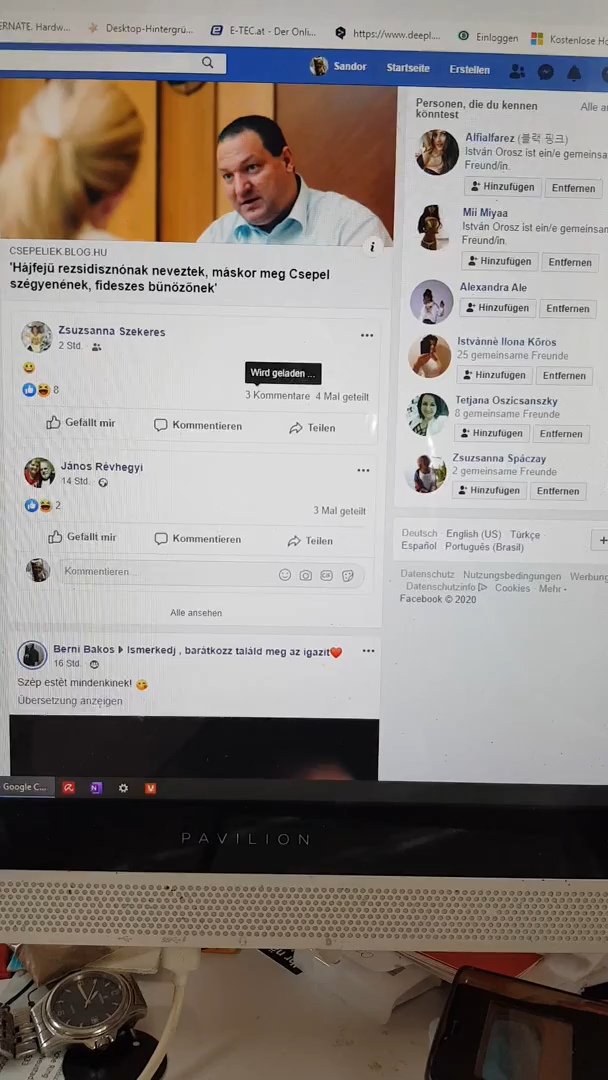 ERNATE. Hardw... Desktop-Hintergrü... E-TEC.at - Der Onli... https://www.deepl.... Einloggen Kostenlose Ho
Sandor Startseite Erstellen
CSEPELIEK.BLOG.HU
'Hájfejű rezsidisznónak neveztek, máskor meg Csepel
szégyenének, fideszes bűnözőnek'
Zsuzsanna Szekeres
2 Std.
Wird geladen ...
8
3 Kommentare 4 Mal geteilt
Gefällt mir Kommentieren Teilen
János Révhegyi
14 Std.
2
3 Mal geteilt
Gefällt mir Kommentieren Teilen
Kommentieren
GIF
Alle ansehen
Berni Bakos Ismerkedj , barátkozz találd meg az igazit❤️
16 Std.
Szép estét mindenkinek! 😋
Übersetzung anzeigen
Personen, die du kennen Alle an
könntest
Alfialfarez (블랙 핑크)
István Orosz ist ein/e gemeinsa
Freund/in.
Hinzufügen Entfernen
Mii Miyaa
István Orosz ist ein/e gemeinsa
Freund/in.
Hinzufügen Entfernen
Alexandra Ale
Hinzufügen Entfernen
Istvánnè Ilona Kőros
25 gemeinsame Freunde
Hinzufügen Entfernen
Tetjana Oszicsanszky
8 gemeinsame Freunde
Hinzufügen Entfernen
Zsuzsanna Spáczay
2 gemeinsame Freunde
Hinzufügen Entfernen
Deutsch English (US) Türkçe
Español Português (Brasil)
Datenschutz Nutzungsbedingungen Werbung
Datenschutzinfo Cookies Mehr
Facebook © 2020
Google C...
PAVILION